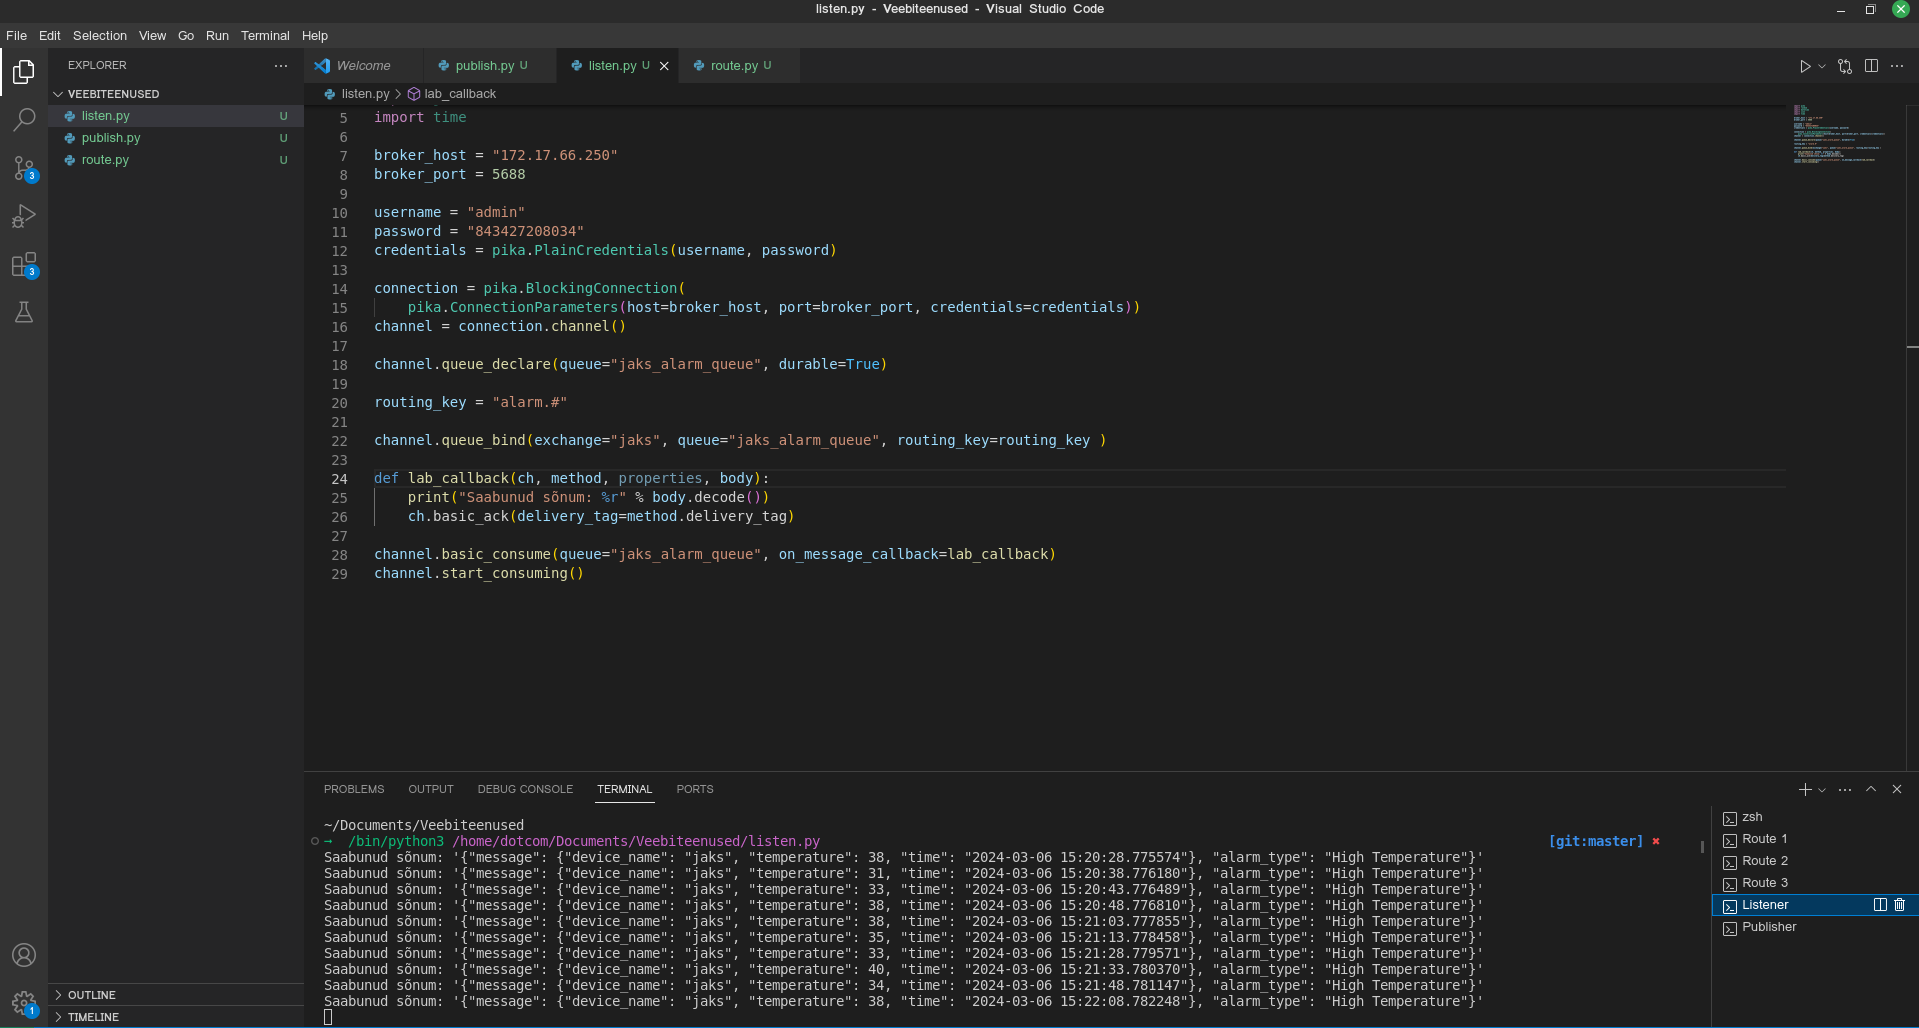 listen.py - Veebiteenused - Visual Studio Code
File Edit Selection View Go Run Terminal Help
EXPLORER
VEEBITEENUSED
listen.py U
publish.py U
route.py U
3
3
1
OUTLINE
TIMELINE
Welcome publish.py U listen.py U route.py U
listen.py > lab_callback
5 import time
6
7 broker_host = "172.17.66.250"
8 broker_port = 5688
9
10 username = "admin"
11 password = "843427208034"
12 credentials = pika.PlainCredentials(username, password)
13
14 connection = pika.BlockingConnection(
15     pika.ConnectionParameters(host=broker_host, port=broker_port, credentials=credentials))
16 channel = connection.channel()
17
18 channel.queue_declare(queue="jaks_alarm_queue", durable=True)
19
20 routing_key = "alarm.#"
21
22 channel.queue_bind(exchange="jaks", queue="jaks_alarm_queue", routing_key=routing_key )
23
24 def lab_callback(ch, method, properties, body):
25     print("Saabunud sõnum: %r" % body.decode())
26     ch.basic_ack(delivery_tag=method.delivery_tag)
27
28 channel.basic_consume(queue="jaks_alarm_queue", on_message_callback=lab_callback)
29 channel.start_consuming()
PROBLEMS OUTPUT DEBUG CONSOLE TERMINAL PORTS
~/Documents/Veebiteenused
→ /bin/python3 /home/dotcom/Documents/Veebiteenused/listen.py [git:master] ✖
Saabunud sõnum: '{"message": {"device_name": "jaks", "temperature": 38, "time": "2024-03-06 15:20:28.775574"}, "alarm_type": "High Temperature"}'
Saabunud sõnum: '{"message": {"device_name": "jaks", "temperature": 31, "time": "2024-03-06 15:20:38.776180"}, "alarm_type": "High Temperature"}'
Saabunud sõnum: '{"message": {"device_name": "jaks", "temperature": 33, "time": "2024-03-06 15:20:43.776489"}, "alarm_type": "High Temperature"}'
Saabunud sõnum: '{"message": {"device_name": "jaks", "temperature": 38, "time": "2024-03-06 15:20:48.776810"}, "alarm_type": "High Temperature"}'
Saabunud sõnum: '{"message": {"device_name": "jaks", "temperature": 38, "time": "2024-03-06 15:21:03.777855"}, "alarm_type": "High Temperature"}'
Saabunud sõnum: '{"message": {"device_name": "jaks", "temperature": 35, "time": "2024-03-06 15:21:13.778458"}, "alarm_type": "High Temperature"}'
Saabunud sõnum: '{"message": {"device_name": "jaks", "temperature": 33, "time": "2024-03-06 15:21:28.779571"}, "alarm_type": "High Temperature"}'
Saabunud sõnum: '{"message": {"device_name": "jaks", "temperature": 40, "time": "2024-03-06 15:21:33.780370"}, "alarm_type": "High Temperature"}'
Saabunud sõnum: '{"message": {"device_name": "jaks", "temperature": 34, "time": "2024-03-06 15:21:48.781147"}, "alarm_type": "High Temperature"}'
Saabunud sõnum: '{"message": {"device_name": "jaks", "temperature": 38, "time": "2024-03-06 15:22:08.782248"}, "alarm_type": "High Temperature"}'
zsh
Route 1
Route 2
Route 3
Listener
Publisher